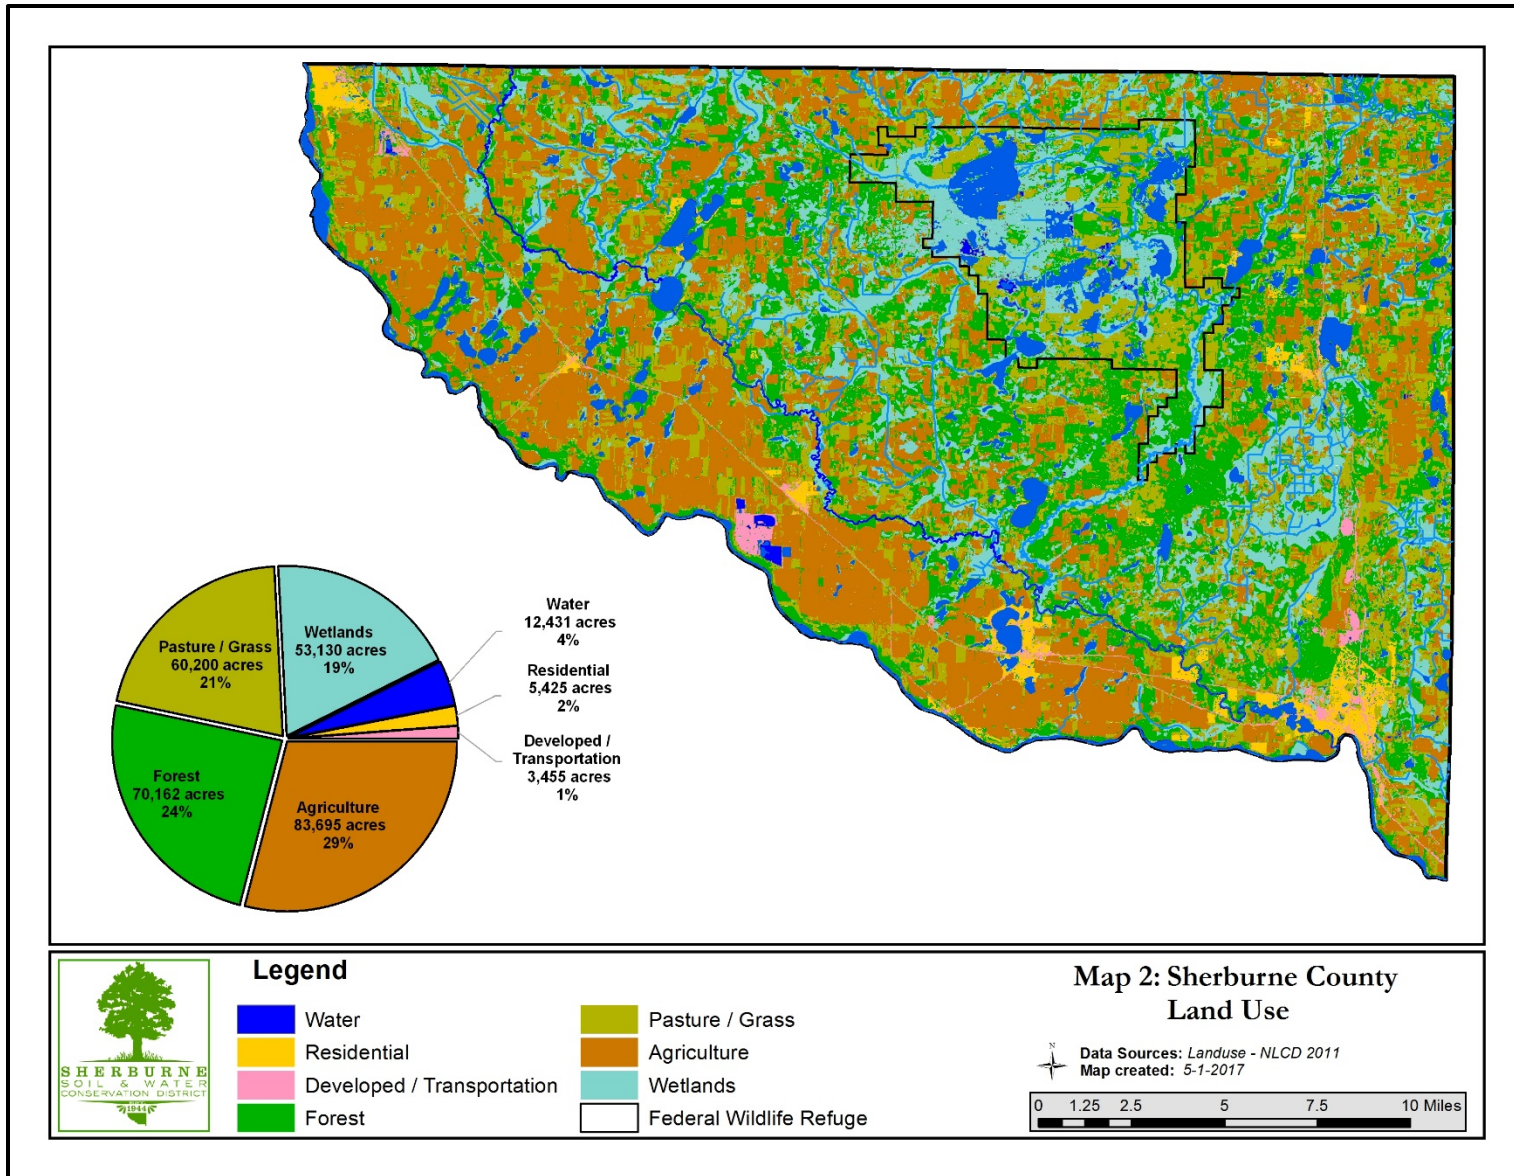 Water
12,431 acres
4%
Residential
5,425 acres
2%
Developed /
Transportation
3,455 acres
1%
Wetlands
53,130 acres
19%
Pasture / Grass
60,200 acres
21%
Forest
70,162 acres
24%
Agriculture
83,695 acres
29%
SHERBURNE
SOIL & WATER
CONSERVATION DISTRICT
1944
Legend
Water
Residential
Developed / Transportation
Forest
Pasture / Grass
Agriculture
Wetlands
Federal Wildlife Refuge
Map 2: Sherburne County
Land Use
N
Data Sources: Landuse - NLCD 2011
Map created: 5-1-2017
0 1.25 2.5 5 7.5 10 Miles